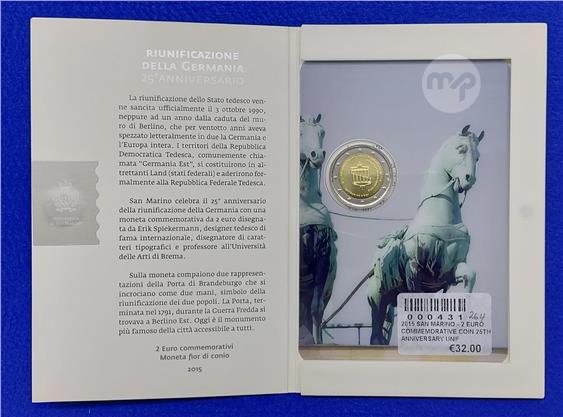 RIUNIFICAZIONE
DELLA GERMANIA
25° ANNIVERSARIO
La riunificazione dello Stato tedesco ven-
ne sancita ufficialmente il 3 ottobre 1990,
neppure ad un anno dalla caduta del mu-
ro di Berlino, che per ventotto anni aveva
spezzato letteralmente in due la Germania e
l'Europa intera. I territori della Repubblica
Democratica Tedesca, comunemente chia-
mata "Germania Est", si costituirono in al-
trettanti Land (stati federali) e aderirono for-
malmente alla Repubblica Federale Tedesca.
San Marino celebra il 25° anniversario
della riunificazione della Germania con una
moneta commemorativa da 2 euro disegna-
ta da Erik Spiekermann, designer tedesco di
fama internazionale, disegnatore di carat-
teri tipografici e professore all'Università
delle Arti di Brema.
Sulla moneta compaiono due rappresen-
tazioni della Porta di Brandeburgo che si
incrociano come due mani, simbolo della
riunificazione dei due popoli. La Porta, ter-
minata nel 1791, durante la Guerra Fredda si
trovava a Berlino Est. Oggi è il monumento
più famoso della città accessibile a tutti.
2 Euro commemorativi
Moneta fior di conio
2015
mp
000431
264
2015 SAN MARINO - 2 EURO
COMMEMORATIVE COIN 25TH
ANNIVERSARY UNIF
€32.00